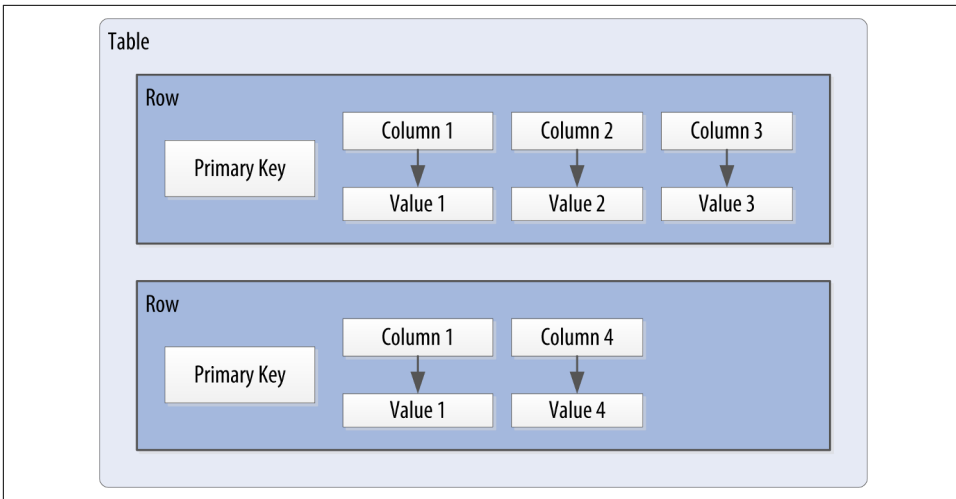 Table
Row
Primary Key
Column 1
Column 2
Column 3
Value 1
Value 2
Value 3
Row
Primary Key
Column 1
Column 4
Value 1
Value 4